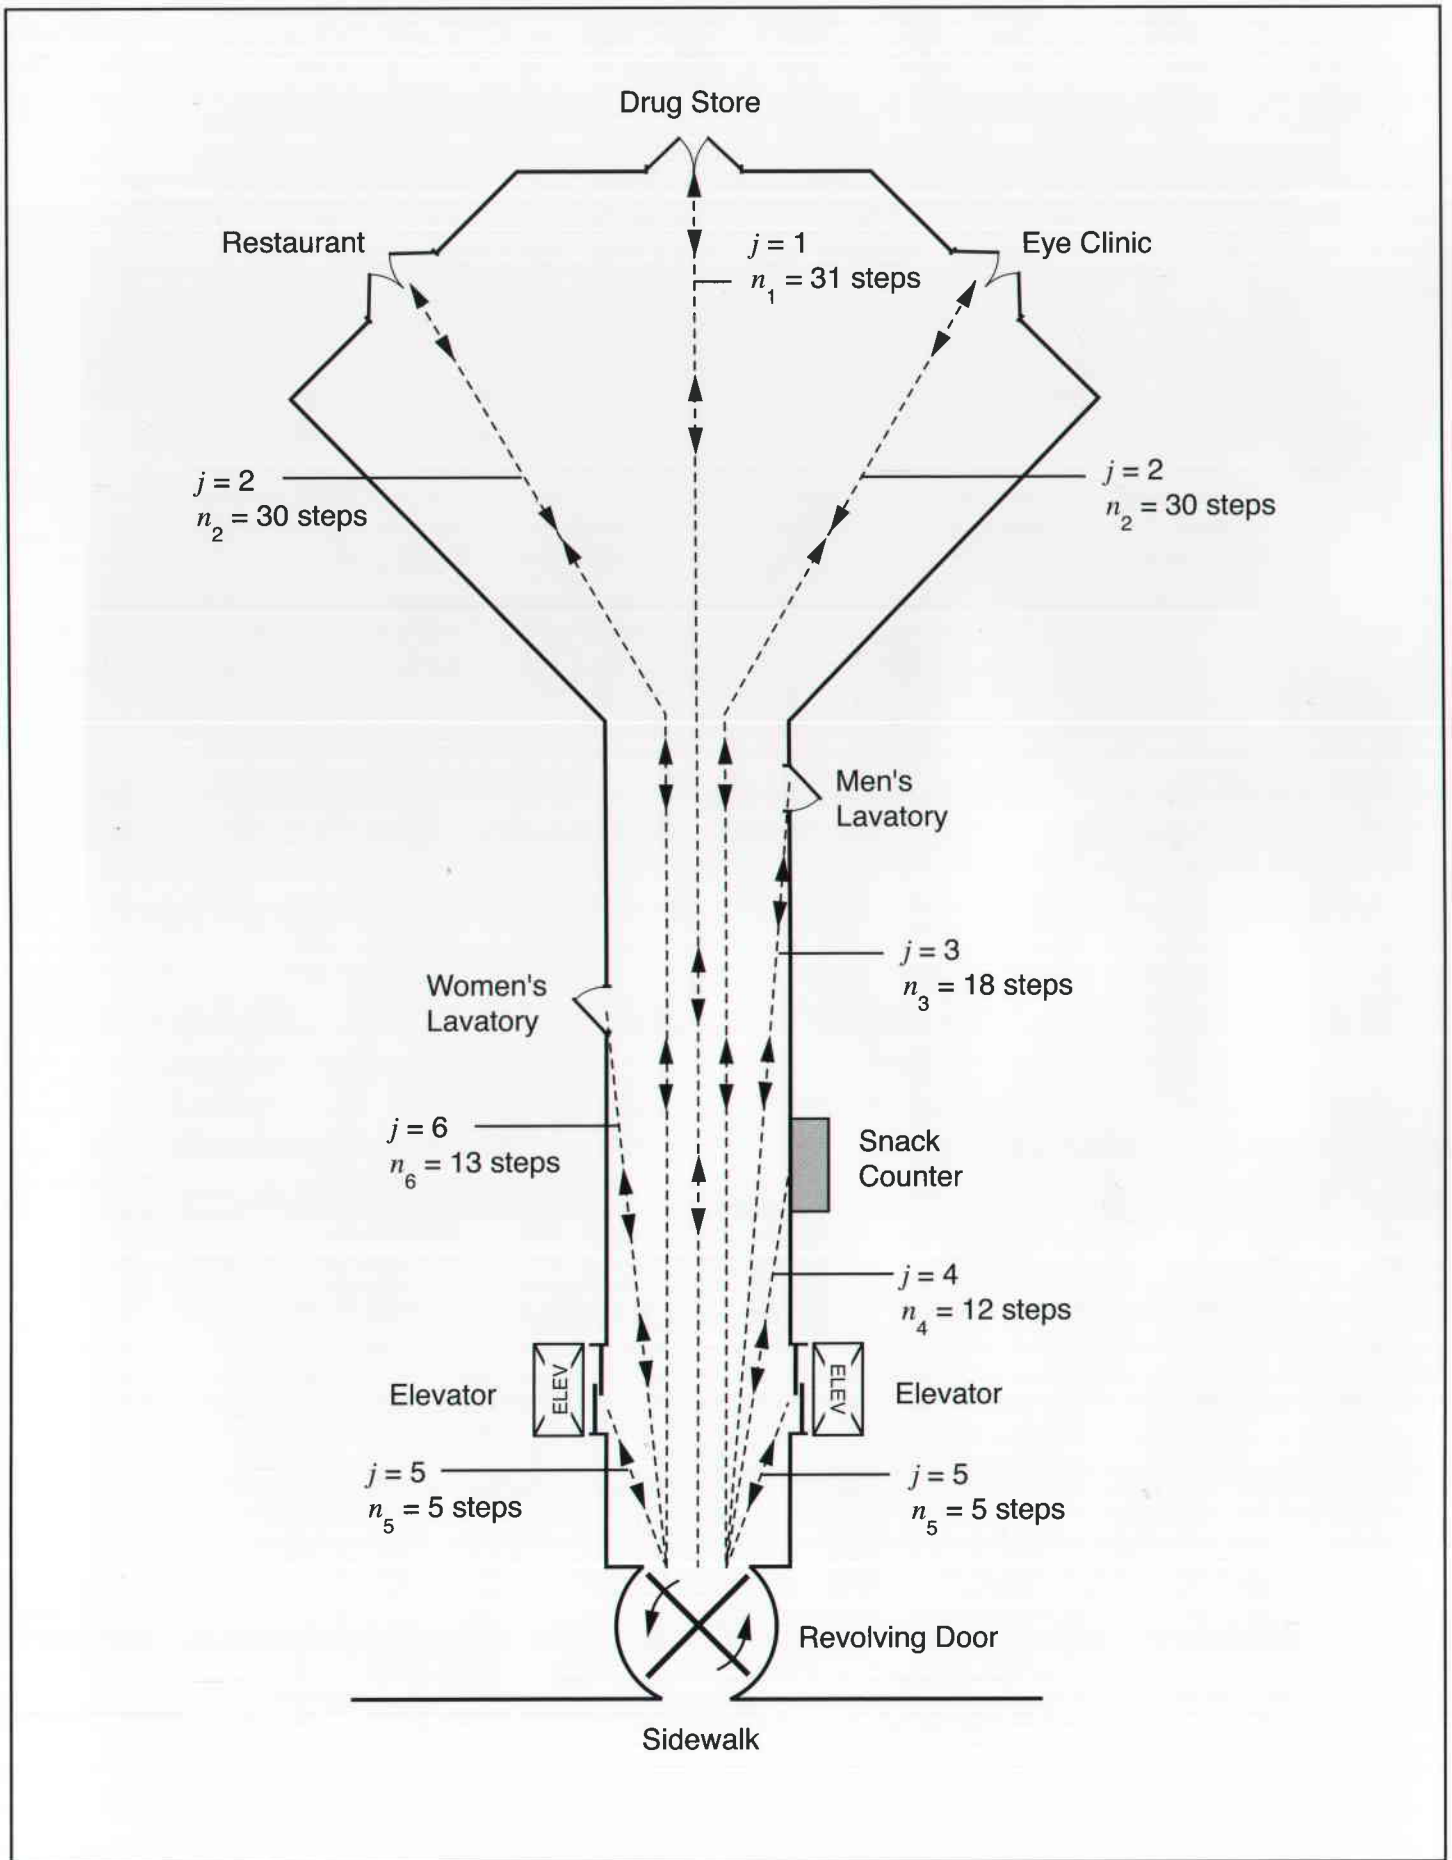 Drug Store
Restaurant
j = 1
n₁ = 31 steps
Eye Clinic
j = 2
n₂ = 30 steps
j = 2
n₂ = 30 steps
Men's
Lavatory
j = 3
n₃ = 18 steps
Women's
Lavatory
j = 6
n₆ = 13 steps
Snack
Counter
j = 4
n₄ = 12 steps
Elevator
ELEV
ELEV
Elevator
j = 5
n₅ = 5 steps
j = 5
n₅ = 5 steps
Revolving Door
Sidewalk